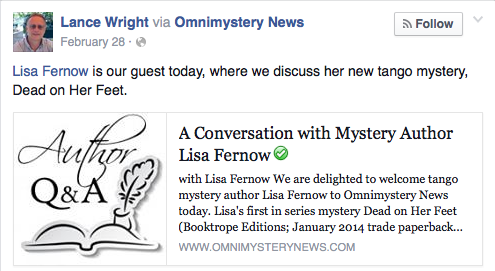 Lance Wright via Omnimystery News
Follow
February 28 ·
Lisa Fernow is our guest today, where we discuss her new tango mystery,
Dead on Her Feet.
Author
Q&A
A Conversation with Mystery Author
Lisa Fernow
with Lisa Fernow We are delighted to welcome tango
mystery author Lisa Fernow to Omnimystery News
today. Lisa's first in series mystery Dead on Her Feet
(Booktrope Editions; January 2014 trade paperback...
WWW.OMNIMYSTERYNEWS.COM